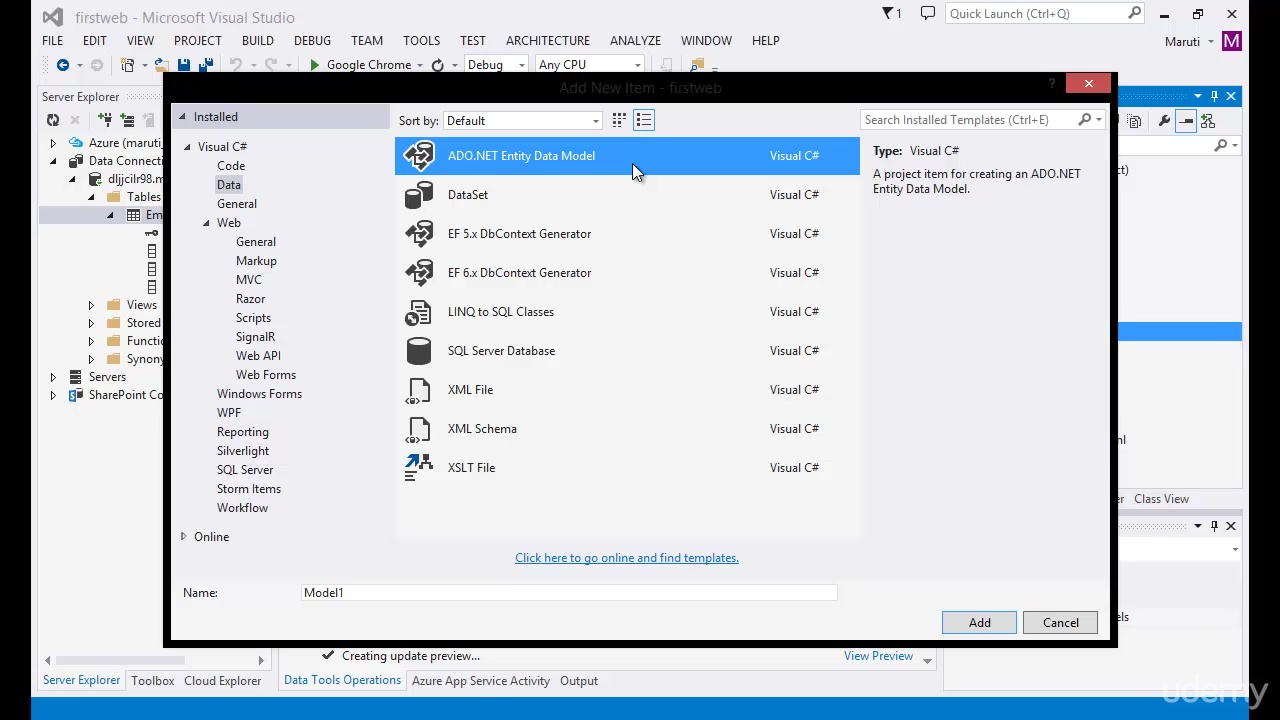 firstweb - Microsoft Visual Studio
1
Quick Launch (Ctrl+Q)
FILE EDIT VIEW PROJECT BUILD DEBUG TEAM TOOLS TEST ARCHITECTURE ANALYZE WINDOW HELP
Maruti
M
Google Chrome
Debug
Any CPU
Server Explorer
Azure (maruti_
Data Connecti
dljjcilr98.m
Tables
Em
Views
Stored
Functio
Synony
Servers
SharePoint Co
Add New Item - firstweb
?
Installed
Visual C#
Code
Data
General
Web
General
Markup
MVC
Razor
Scripts
SignalR
Web API
Web Forms
Windows Forms
WPF
Reporting
Silverlight
SQL Server
Storm Items
Workflow
Online
Sort by: Default
Search Installed Templates (Ctrl+E)
ADO.NET Entity Data Model Visual C#
DataSet Visual C#
EF 5.x DbContext Generator Visual C#
EF 6.x DbContext Generator Visual C#
LINQ to SQL Classes Visual C#
SQL Server Database Visual C#
XML File Visual C#
XML Schema Visual C#
XSLT File Visual C#
Type: Visual C#
A project item for creating an ADO.NET
Entity Data Model.
Click here to go online and find templates.
Name: Model1
Add
Cancel
ct)
ml
er Class View
els
Creating update preview...
View Preview
Server Explorer Toolbox Cloud Explorer
Data Tools Operations Azure App Service Activity Output
udemy